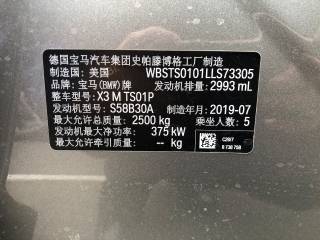 德国宝马汽车集团史帕滕博格工厂制造
制造国: 美国 WBSTS0101LLS73305
品牌: 宝马(BMW) 发动机排量: 2993 mL
整车型号: X3 M TS01P
发动机型号: S58B30A 制造年月: 2019-07
最大允许总质量: 2500 kg 乘坐人数: 5
发动机最大净功率: 375 kW
最大允许牵引质量: -- kg